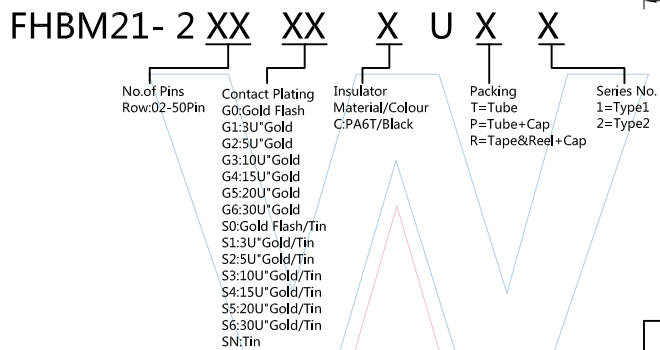 FHBM21- 2 XX XX X U X X
No.of Pins
Row:02-50Pin
Contact Plating
G0:Gold Flash
G1:3U"Gold
G2:5U"Gold
G3:10U"Gold
G4:15U"Gold
G5:20U"Gold
G6:30U"Gold
S0:Gold Flash/Tin
S1:3U"Gold/Tin
S2:5U"Gold/Tin
S3:10U"Gold/Tin
S4:15U"Gold/Tin
S5:20U"Gold/Tin
S6:30U"Gold/Tin
SN:Tin
Insulator
Material/Colour
C:PA6T/Black
Packing
T=Tube
P=Tube+Cap
R=Tape&Reel+Cap
Series No.
1=Type1
2=Type2